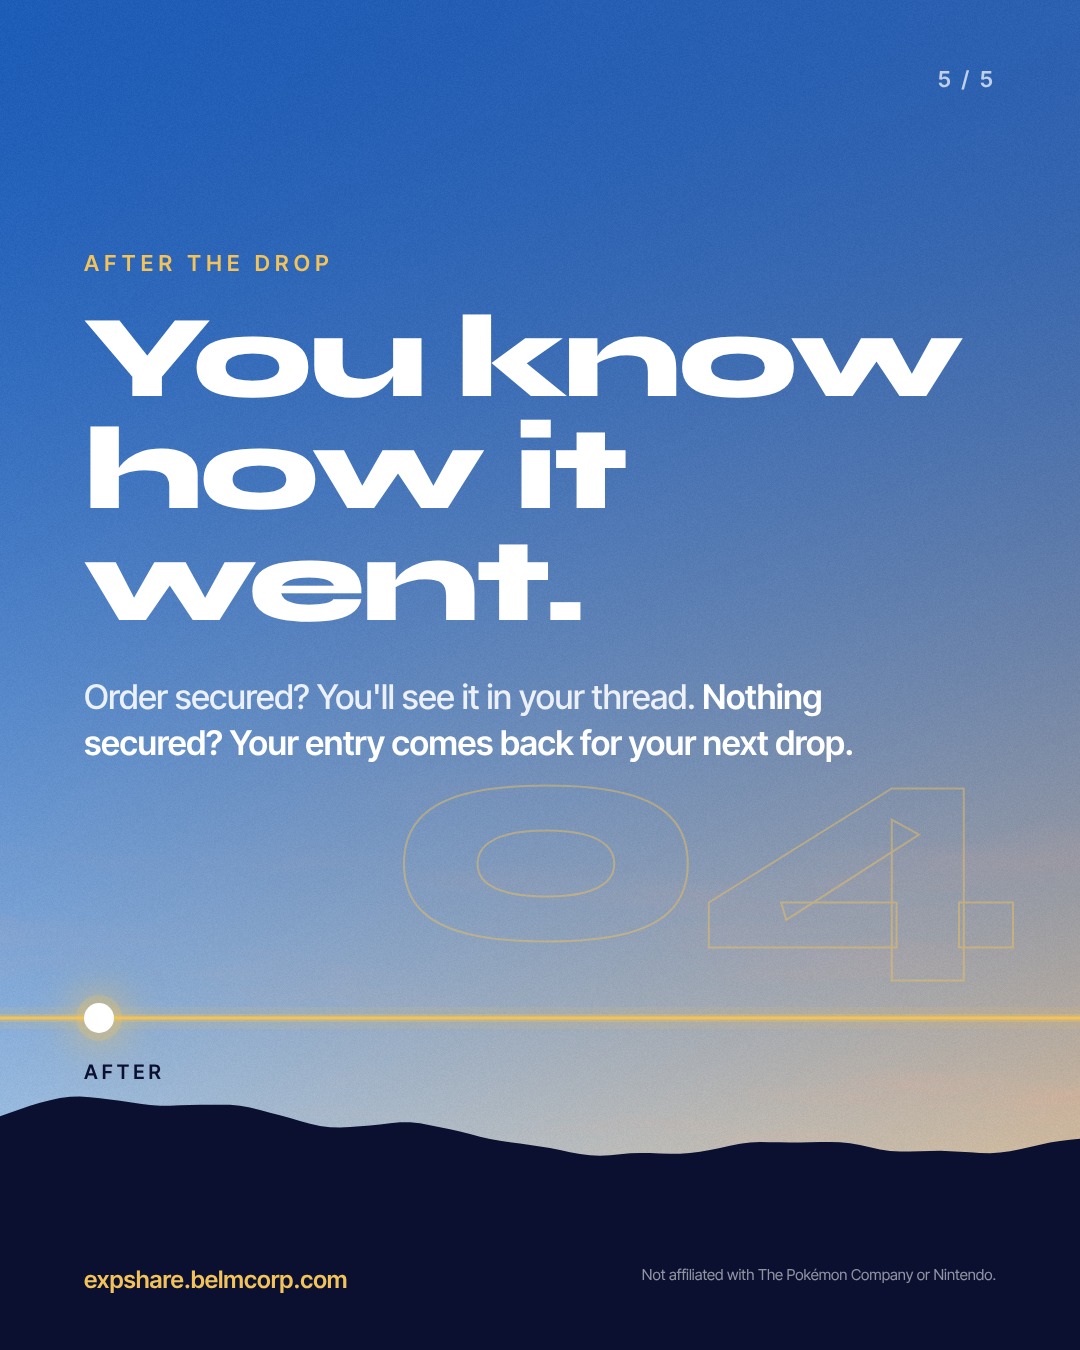 5 / 5
AFTER THE DROP
You know
how it
went.
Order secured? You'll see it in your thread. Nothing
secured? Your entry comes back for your next drop.
04
AFTER
expshare.belmcorp.com
Not affiliated with The Pokémon Company or Nintendo.